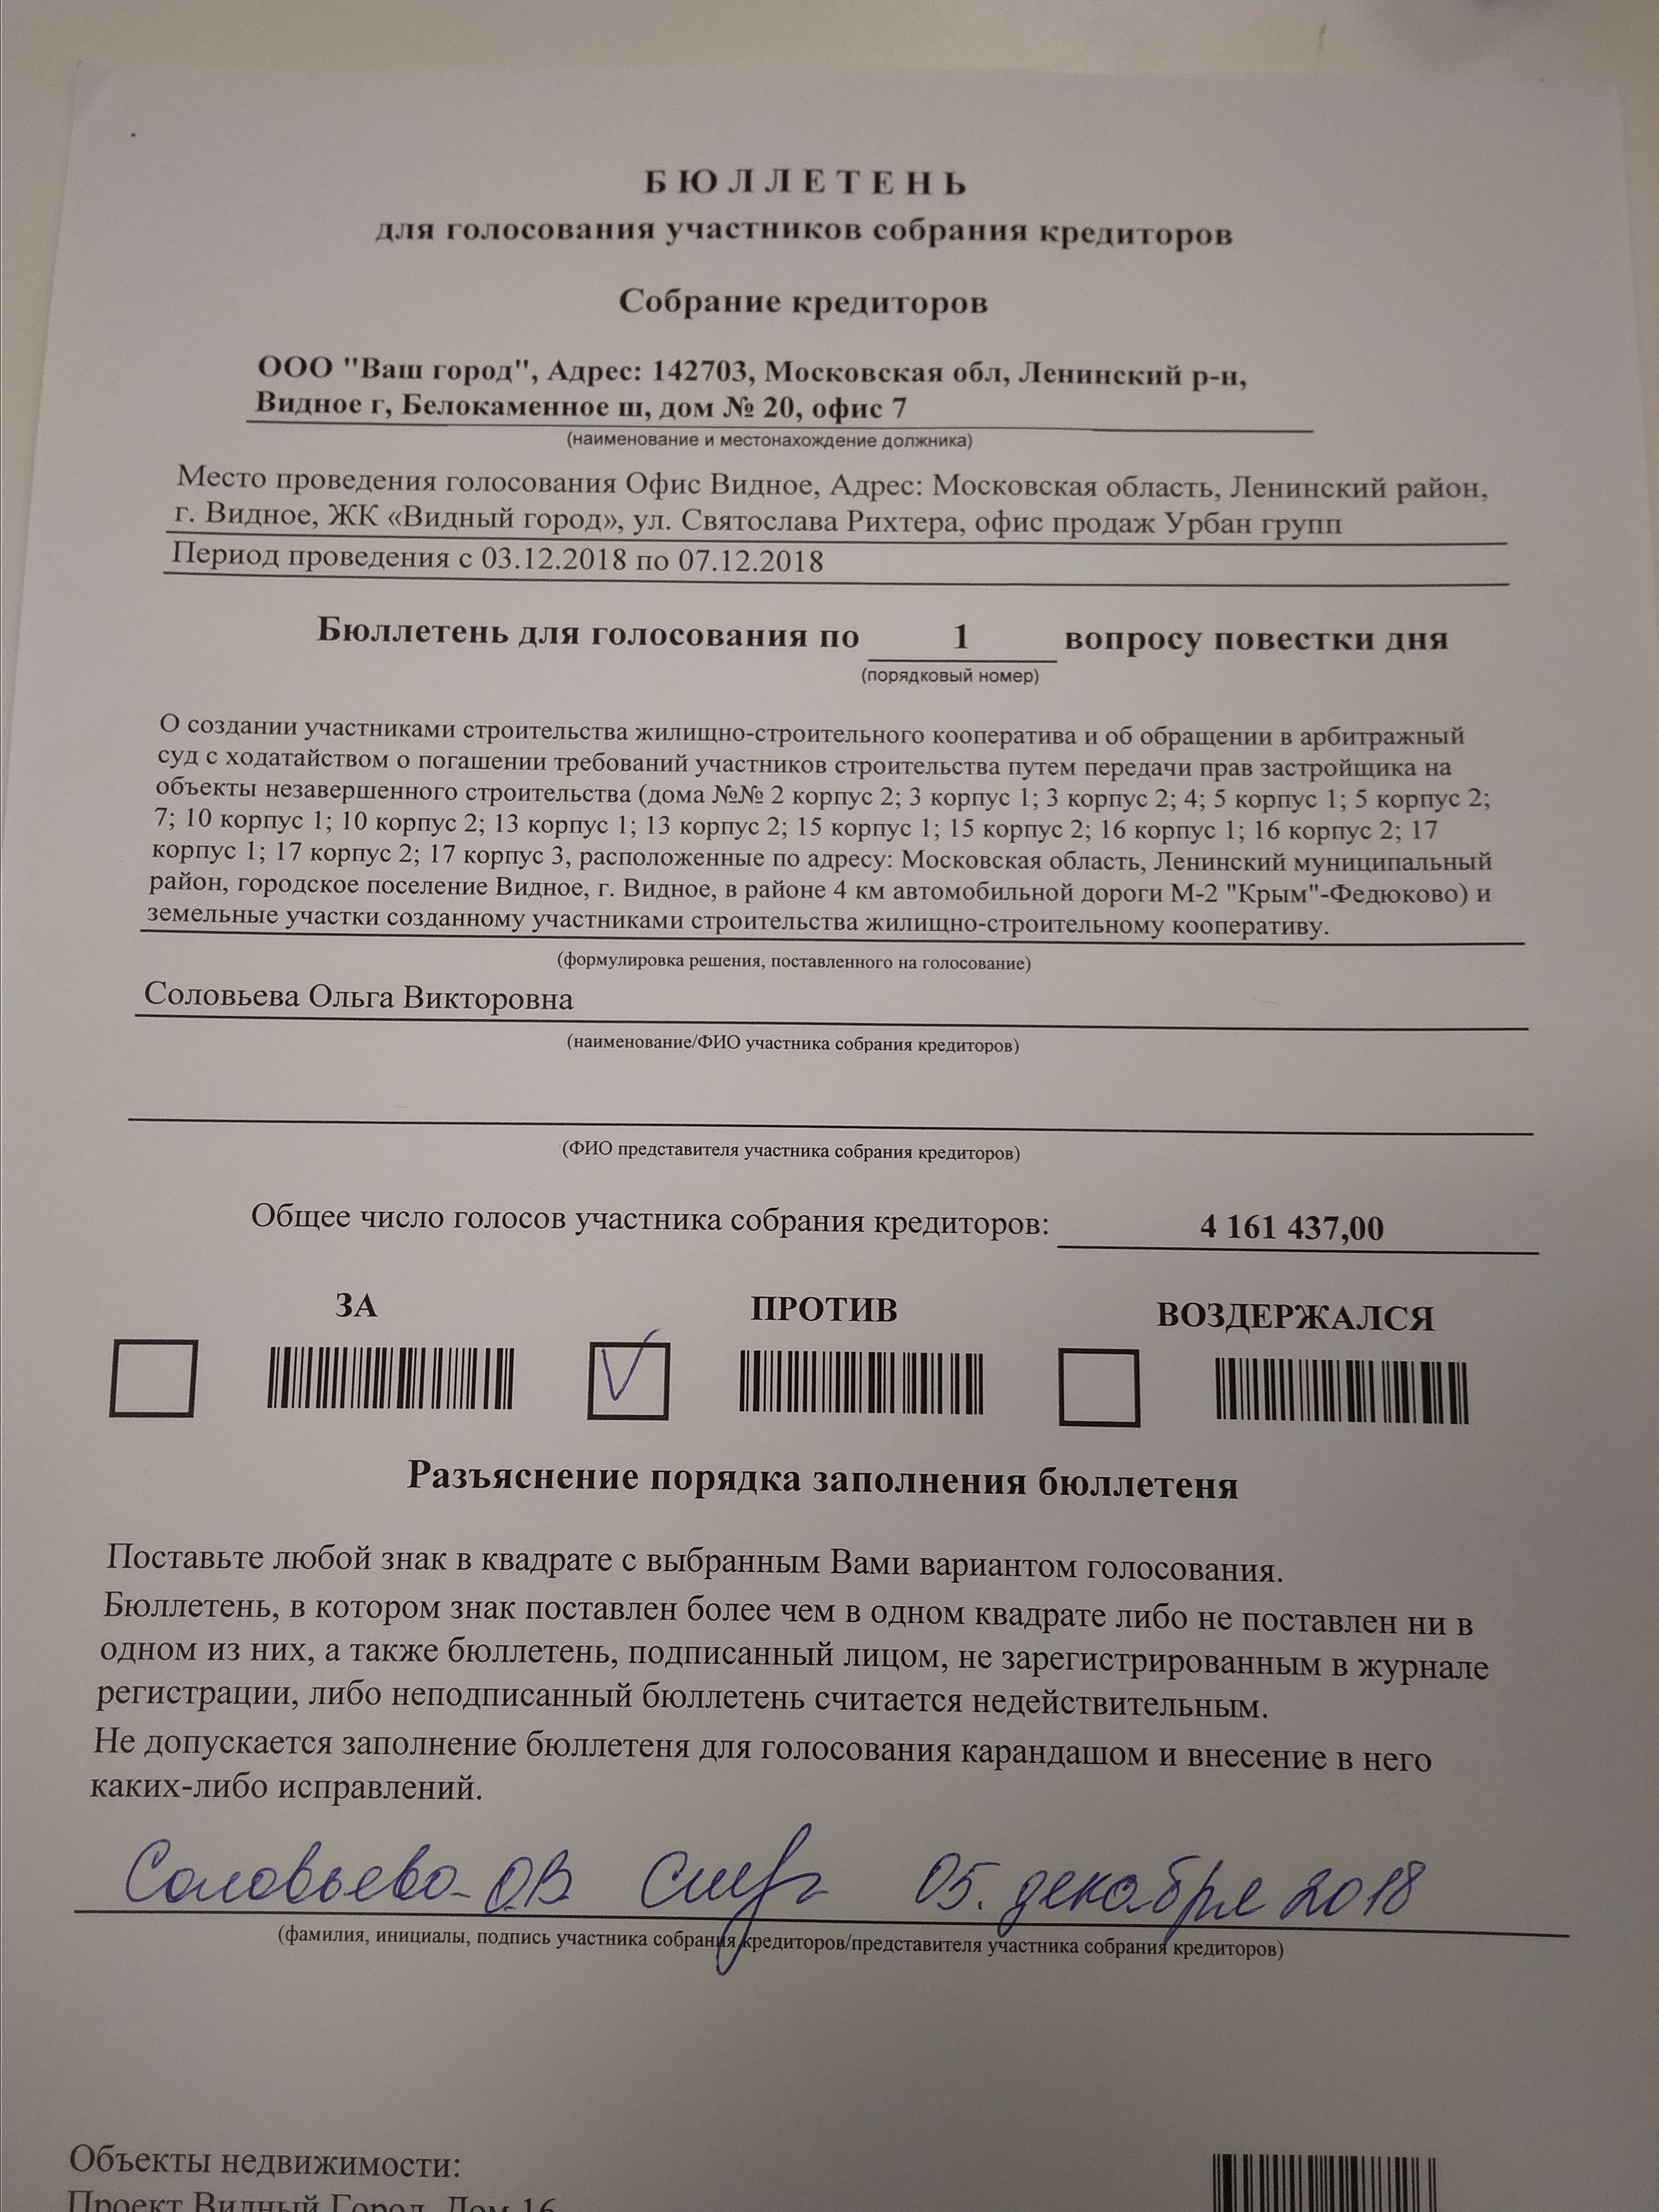 БЮЛЛЕТЕНЬ
для голосования участников собрания кредиторов
Собрание кредиторов
ООО "Ваш город", Адрес: 142703, Московская обл, Ленинский р-н,
Видное г, Белокаменное ш, дом № 20, офис 7
(наименование и местонахождение должника)
Место проведения голосования Офис Видное, Адрес: Московская область, Ленинский район,
г. Видное, ЖК «Видный город», ул. Святослава Рихтера, офис продаж Урбан групп
Период проведения с 03.12.2018 по 07.12.2018
Бюллетень для голосования по 1 вопросу повестки дня
(порядковый номер)
О создании участниками строительства жилищно-строительного кооператива и об обращении в арбитражный
суд с ходатайством о погашении требований участников строительства путем передачи прав застройщика на
объекты незавершенного строительства (дома №№ 2 корпус 2; 3 корпус 1; 3 корпус 2; 4; 5 корпус 1; 5 корпус 2;
7; 10 корпус 1; 10 корпус 2; 13 корпус 1; 13 корпус 2; 15 корпус 1; 15 корпус 2; 16 корпус 1; 16 корпус 2; 17
корпус 1; 17 корпус 2; 17 корпус 3, расположенные по адресу: Московская область, Ленинский муниципальный
район, городское поселение Видное, г. Видное, в районе 4 км автомобильной дороги М-2 "Крым"-Федюково) и
земельные участки созданному участниками строительства жилищно-строительному кооперативу.
(формулировка решения, поставленного на голосование)
Соловьева Ольга Викторовна
(наименование/ФИО участника собрания кредиторов)
(ФИО представителя участника собрания кредиторов)
Общее число голосов участника собрания кредиторов: 4 161 437,00
ЗА ПРОТИВ ВОЗДЕРЖАЛСЯ
Разъяснение порядка заполнения бюллетеня
Поставьте любой знак в квадрате с выбранным Вами вариантом голосования.
Бюллетень, в котором знак поставлен более чем в одном квадрате либо не поставлен ни в
одном из них, а также бюллетень, подписанный лицом, не зарегистрированным в журнале
регистрации, либо неподписанный бюллетень считается недействительным.
Не допускается заполнение бюллетеня для голосования карандашом и внесение в него
каких-либо исправлений.
Соловьева О.В. 05. декабря 2018
(фамилия, инициалы, подпись участника собрания кредиторов/представителя участника собрания кредиторов)
Объекты недвижимости:
Проект Видный Город, Дом 16